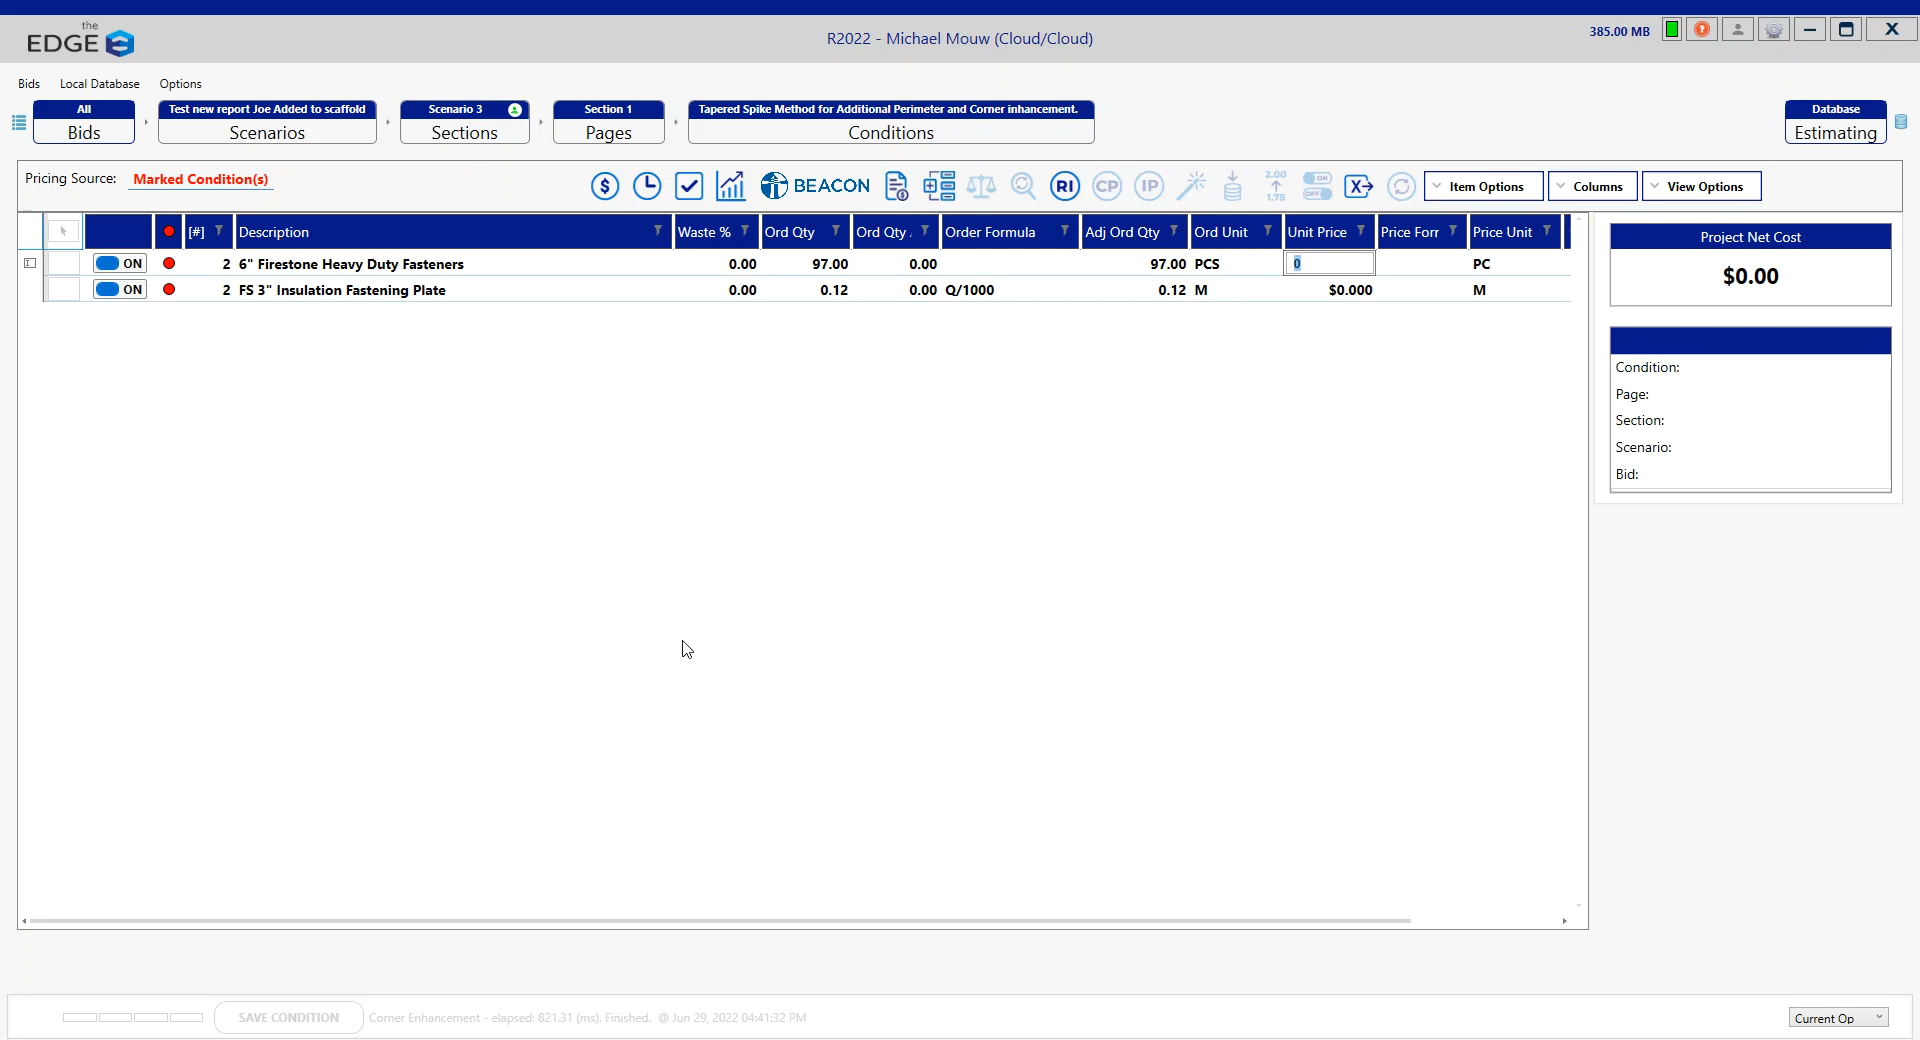 the
EDGE
R2022 - Michael Mouw (Cloud/Cloud)
385.00 MB
Bids Local Database Options
All
Bids
Test new report Joe Added to scaffold
Scenarios
Scenario 3
Sections
Section 1
Pages
Tapered Spike Method for Additional Perimeter and Corner inhancement.
Conditions
Database
Estimating
Pricing Source: Marked Condition(s)
$ BEACON RI CP IP 2.00 1.75 ON OFF X Item Options Columns View Options
[#] Description Waste % Ord Qty Ord Qty Order Formula Adj Ord Qty Ord Unit Unit Price Price Forr Price Unit
ON 2 6" Firestone Heavy Duty Fasteners 0.00 97.00 0.00 97.00 PCS 0 PC
ON 2 FS 3" Insulation Fastening Plate 0.00 0.12 0.00 Q/1000 0.12 M $0.000 M
Project Net Cost
$0.00
Condition:
Page:
Section:
Scenario:
Bid:
SAVE CONDITION Corner Enhancement - elapsed: 821.31 (ms). Finished. @ Jun 29, 2022 04:41:32 PM
Current Op